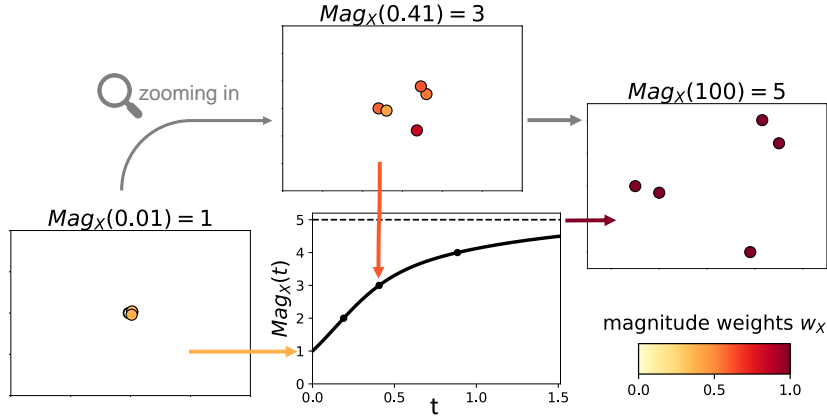 Mag_X(0.41) = 3
zooming in
Mag_X(100) = 5
Mag_X(0.01) = 1
5
4
3
2
1
0
Mag_X(t)
0.0
0.5
1.0
1.5
t
magnitude weights w_X
0.0
0.5
1.0